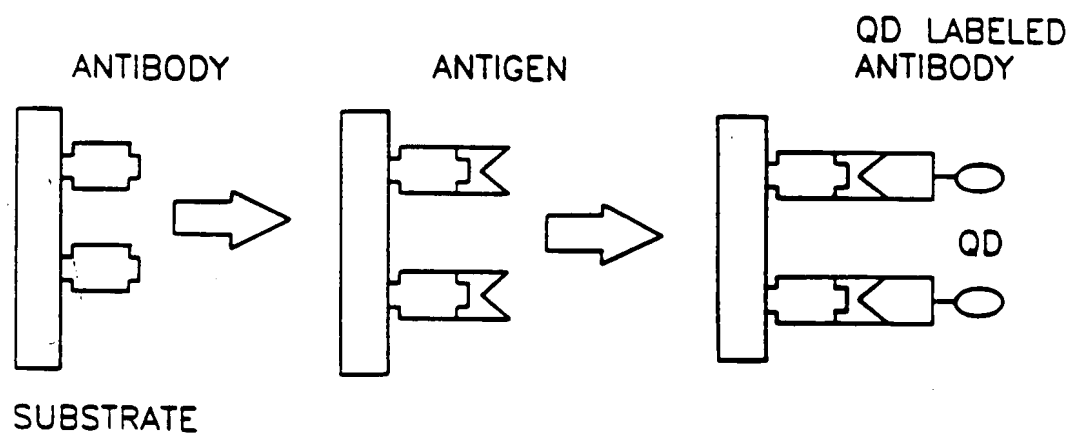 ANTIBODY
ANTIGEN
QD LABELED
ANTIBODY
QD
SUBSTRATE